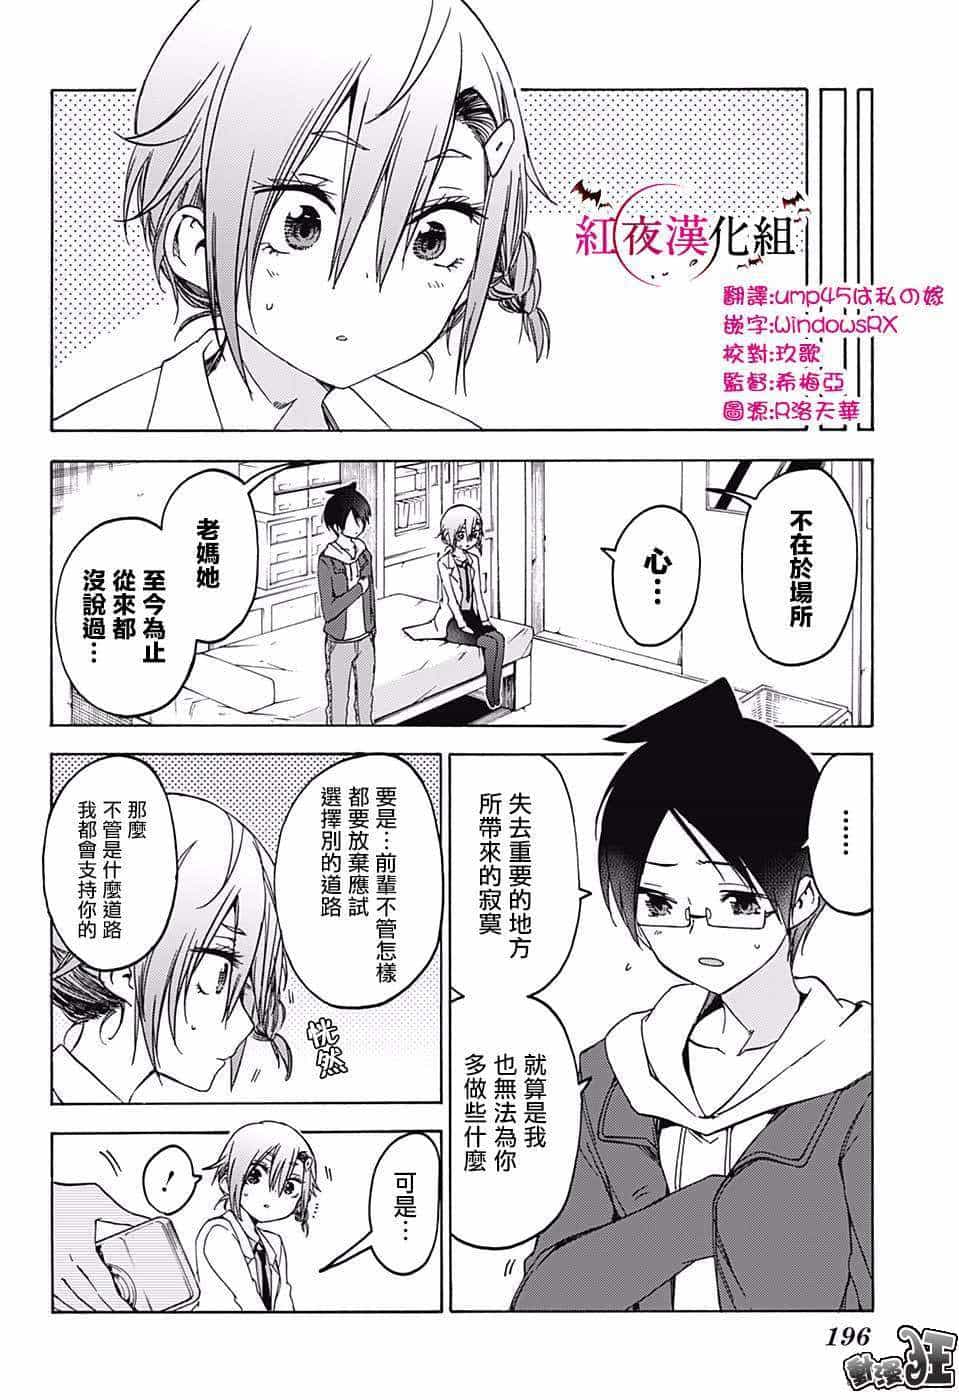 紅夜漢化組
翻譯:ump45は私の嫁
嵌字:WindowsRX
校對:玖歌
監督:希梅亞
圖源:R洛天華
不在於場所
心…
老媽她
至今為止
從來都
沒說過…
……
失去重要的地方
所帶來的寂寞
就算是我
也無法為你
多做些什麼
要是…前輩不管怎樣
都要放棄應試
選擇別的道路
那麼
不管是什麼道路
我都會支持你的
恍然
可是…
！
196
動漫狂